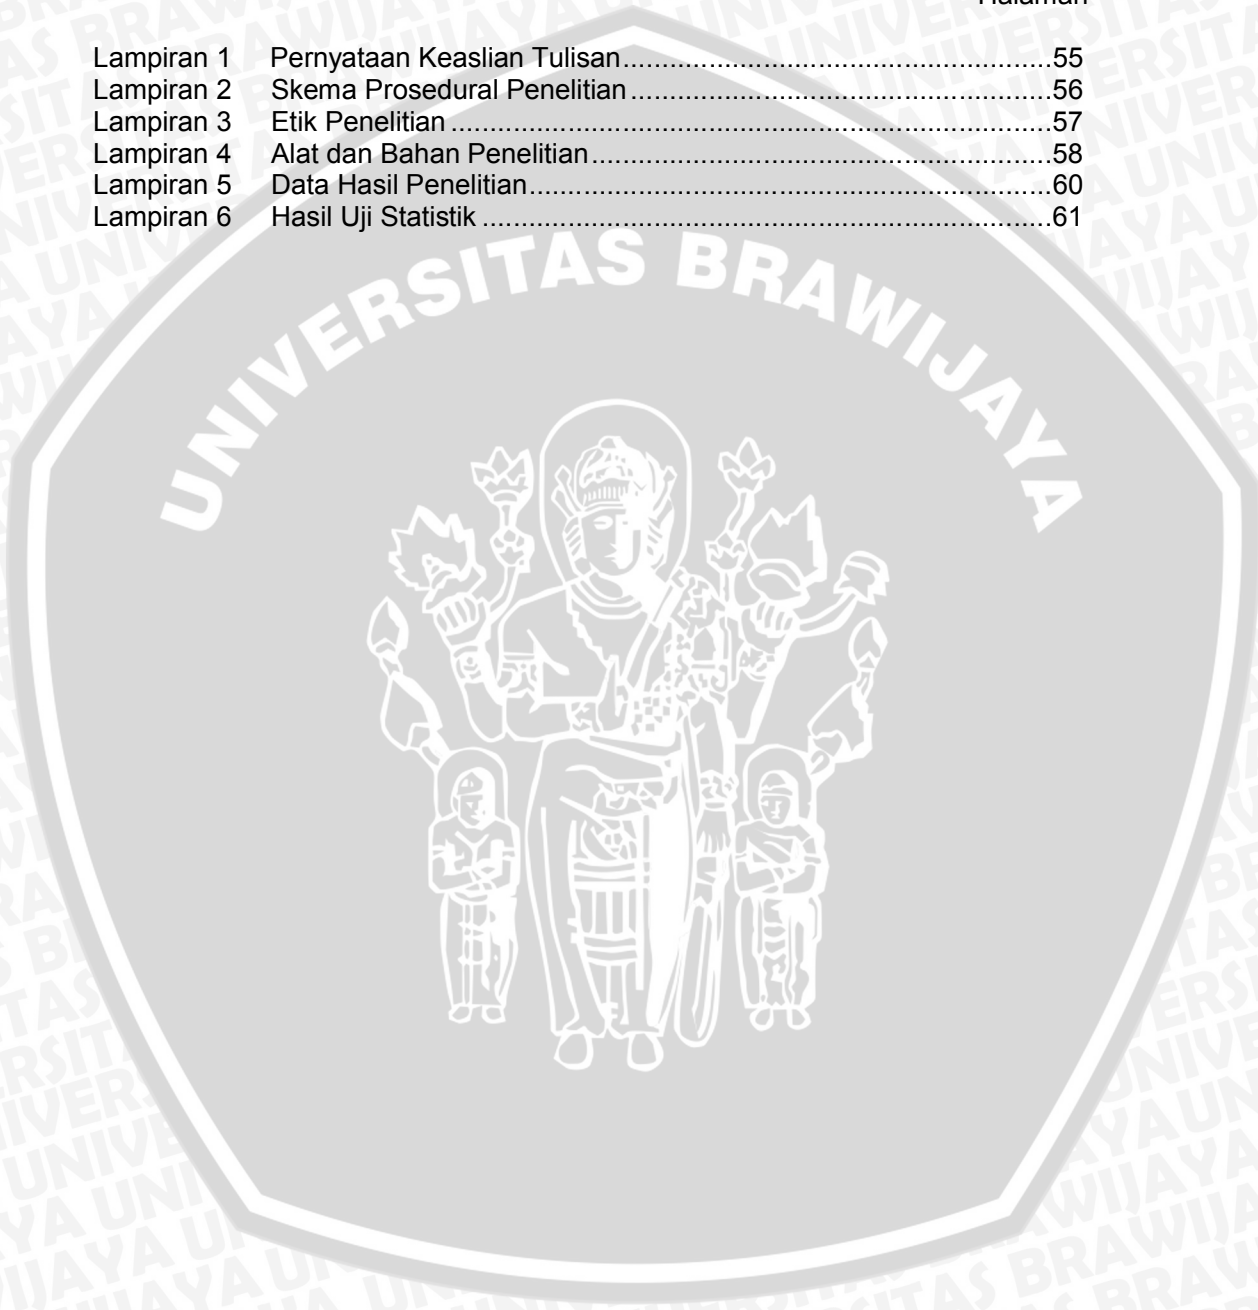 Halaman
Lampiran 1 Pernyataan Keaslian Tulisan....................................................55
Lampiran 2 Skema Prosedural Penelitian....................................................56
Lampiran 3 Etik Penelitian...........................................................................57
Lampiran 4 Alat dan Bahan Penelitian.........................................................58
Lampiran 5 Data Hasil Penelitian.................................................................60
Lampiran 6 Hasil Uji Statistik.......................................................................61
UNIVERSITAS BRAWIJAYA